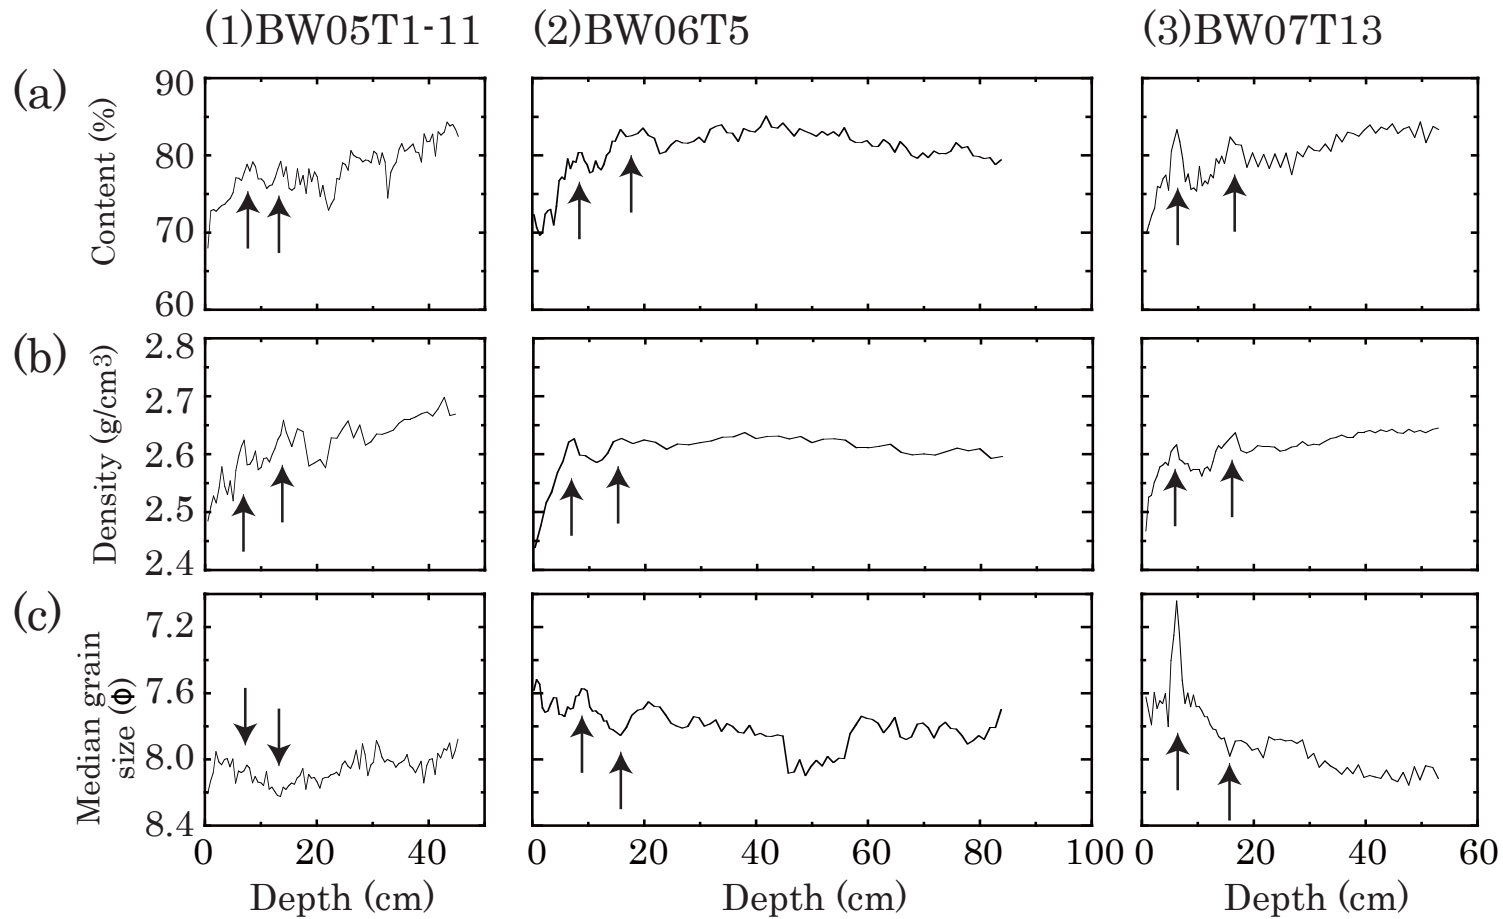 (1)BW05T1-11 (2)BW06T5 (3)BW07T13
(a)
Content (%)
90
80
70
60
(b)
Density (g/cm3)
2.8
2.7
2.6
2.5
2.4
(c)
Median grain
size (Φ)
7.2
7.6
8.0
8.4
0 20 40 0 20 40 60 80 100 0 20 40 60
Depth (cm) Depth (cm) Depth (cm)